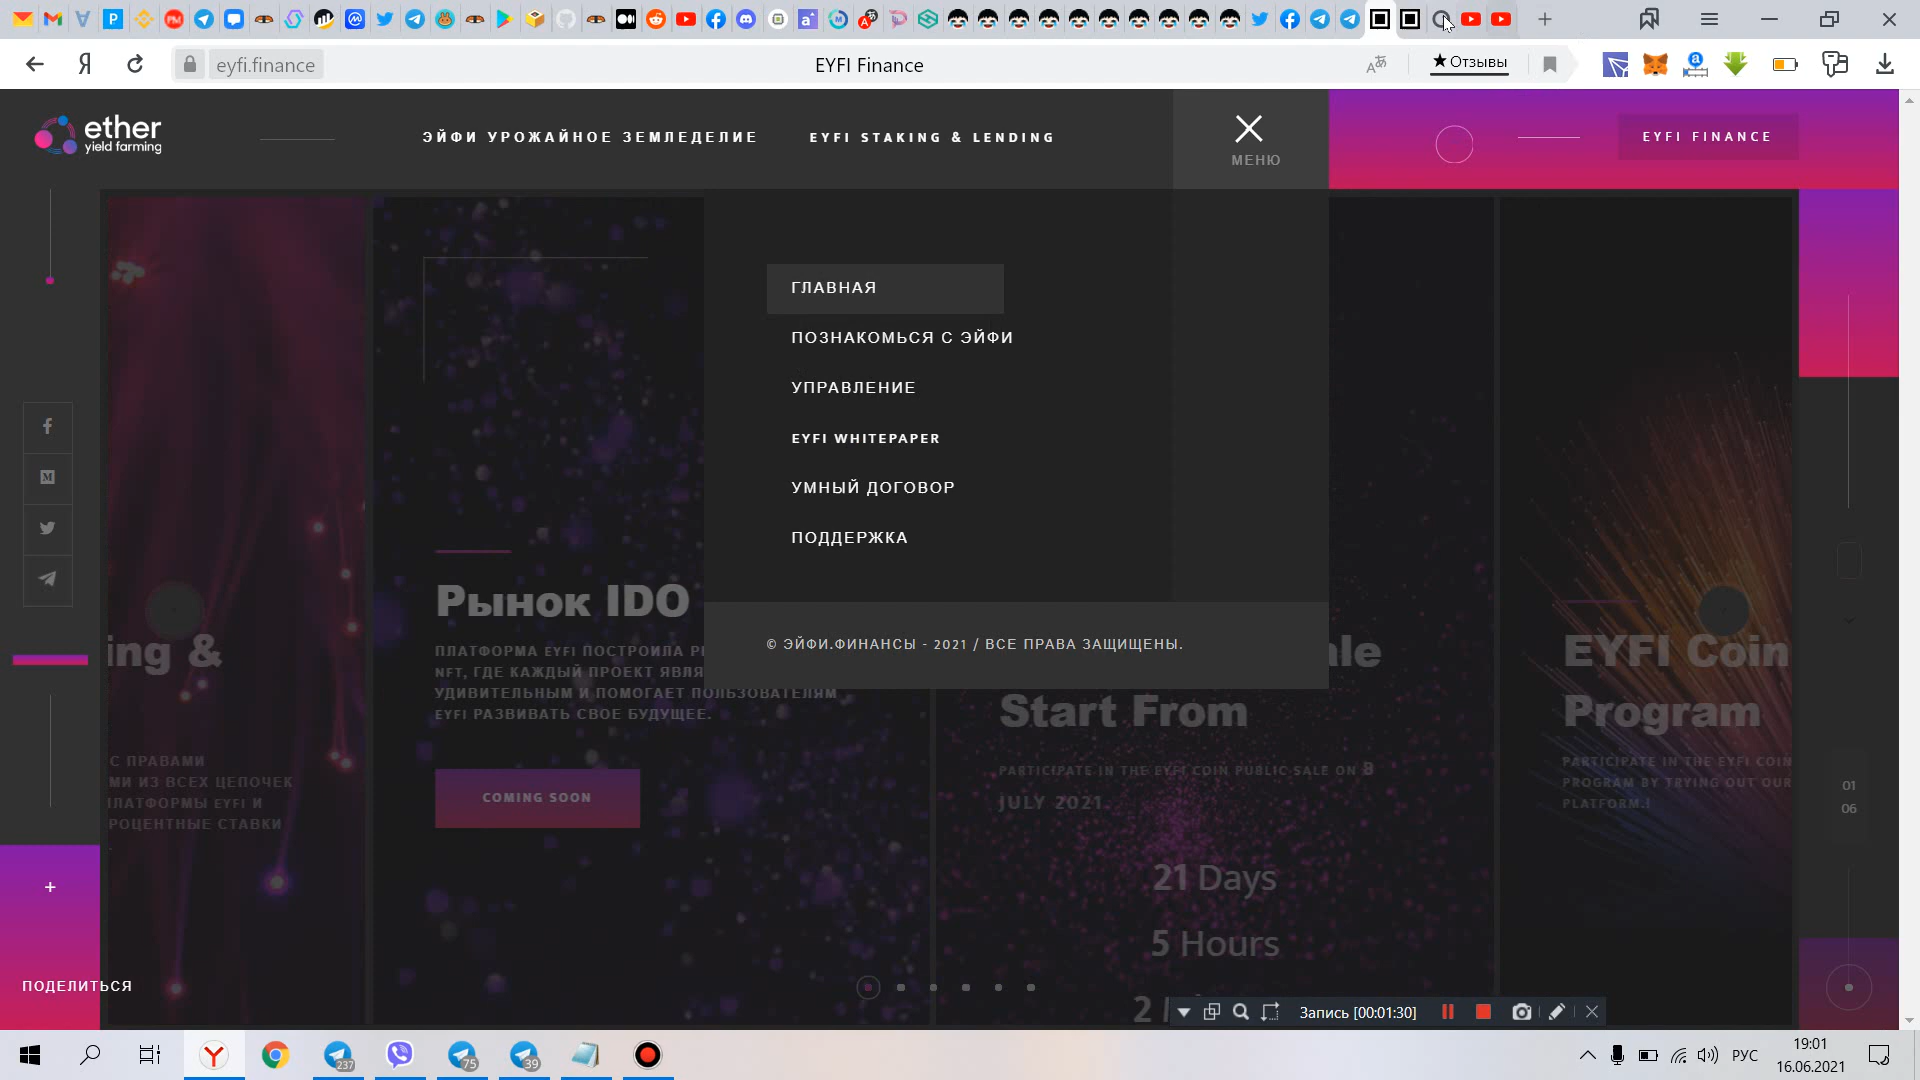 eyfi.finance
EYFI Finance
Отзывы
ether
yield farming
ЭЙФИ УРОЖАЙНОЕ ЗЕМЛЕДЕЛИЕ
EYFI STAKING & LENDING
МЕНЮ
EYFI FINANCE
ГЛАВНАЯ
ПОЗНАКОМЬСЯ С ЭЙФИ
УПРАВЛЕНИЕ
EYFI WHITEPAPER
УМНЫЙ ДОГОВОР
ПОДДЕРЖКА
© ЭЙФИ.ФИНАНСЫ - 2021 / ВСЕ ПРАВА ЗАЩИЩЕНЫ.
ing &
С ПРАВАМИ
МИ ИЗ ВСЕХ ЦЕПОЧЕК
ПЛАТФОРМЫ EYFI И
РОЦЕНТНЫЕ СТАВКИ
Рынок IDO
ПЛАТФОРМА EYFI ПОСТРОИЛА
NFT, ГДЕ КАЖДЫЙ ПРОЕКТ ЯВЛЯ
УДИВИТЕЛЬНЫМ И ПОМОГАЕТ ПОЛЬЗОВАТЕЛЯМ
EYFI РАЗВИВАТЬ СВОЕ БУДУЩЕЕ.
COMING SOON
ale
Start From
PARTICIPATE IN THE EYFI COIN PUBLIC SALE ON 8
JULY 2021
21 Days
5 Hours
2
EYFI Coin
Program
PARTICIPATE IN THE EYFI COIN
PROGRAM BY TRYING OUT OUR
PLATFORM.!
01
06
+
ПОДЕЛИТЬСЯ
Запись [00:01:30]
237
75
39
РУС
19:01
16.06.2021